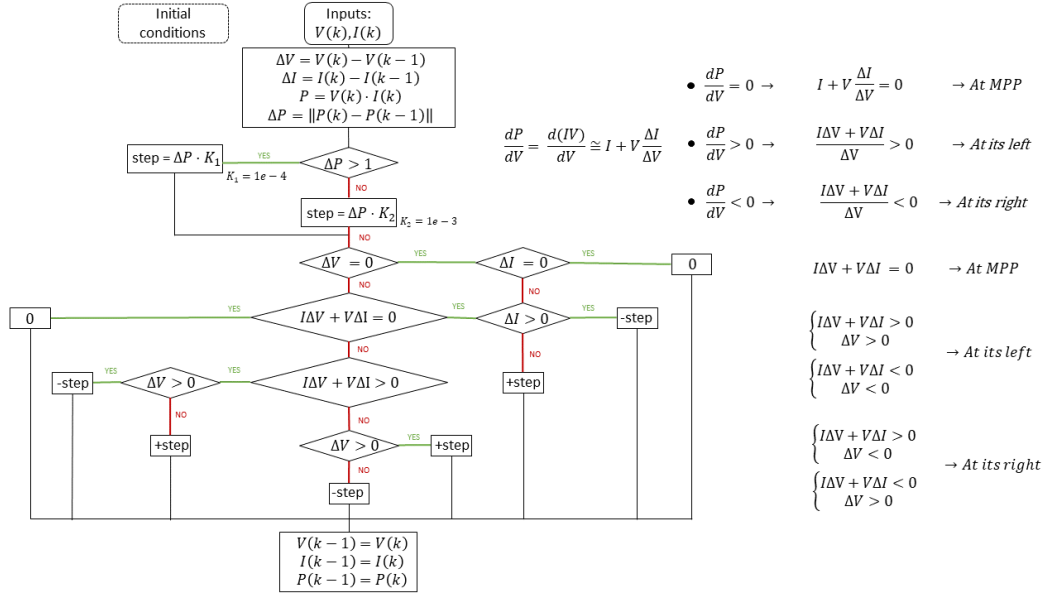 Initial
conditions
Inputs:
V(k), I(k)
ΔV = V(k) − V(k − 1)
ΔI = I(k) − I(k − 1)
P = V(k) · I(k)
ΔP = ‖P(k) − P(k − 1)‖
step = ΔP · K₁
YES
K₁ = 1e − 4
ΔP > 1
NO
step = ΔP · K₂
K₂ = 1e − 3
NO
ΔV = 0
YES
ΔI = 0
YES
0
NO
NO
0
YES
IΔV + VΔI = 0
YES
ΔI > 0
YES
-step
NO
NO
+step
-step
YES
ΔV > 0
YES
IΔV + VΔI > 0
NO
+step
NO
ΔV > 0
YES
+step
NO
-step
V(k − 1) = V(k)
I(k − 1) = I(k)
P(k − 1) = P(k)
dP/dV = d(IV)/dV ≅ I + V ΔI/ΔV
• dP/dV = 0 → I + V ΔI/ΔV = 0 → At MPP
• dP/dV > 0 → (IΔV + VΔI)/ΔV > 0 → At its left
• dP/dV < 0 → (IΔV + VΔI)/ΔV < 0 → At its right
IΔV + VΔI = 0 → At MPP
{IΔV + VΔI > 0
ΔV > 0
→ At its left
{IΔV + VΔI < 0
ΔV < 0
{IΔV + VΔI > 0
ΔV < 0
→ At its right
{IΔV + VΔI < 0
ΔV > 0